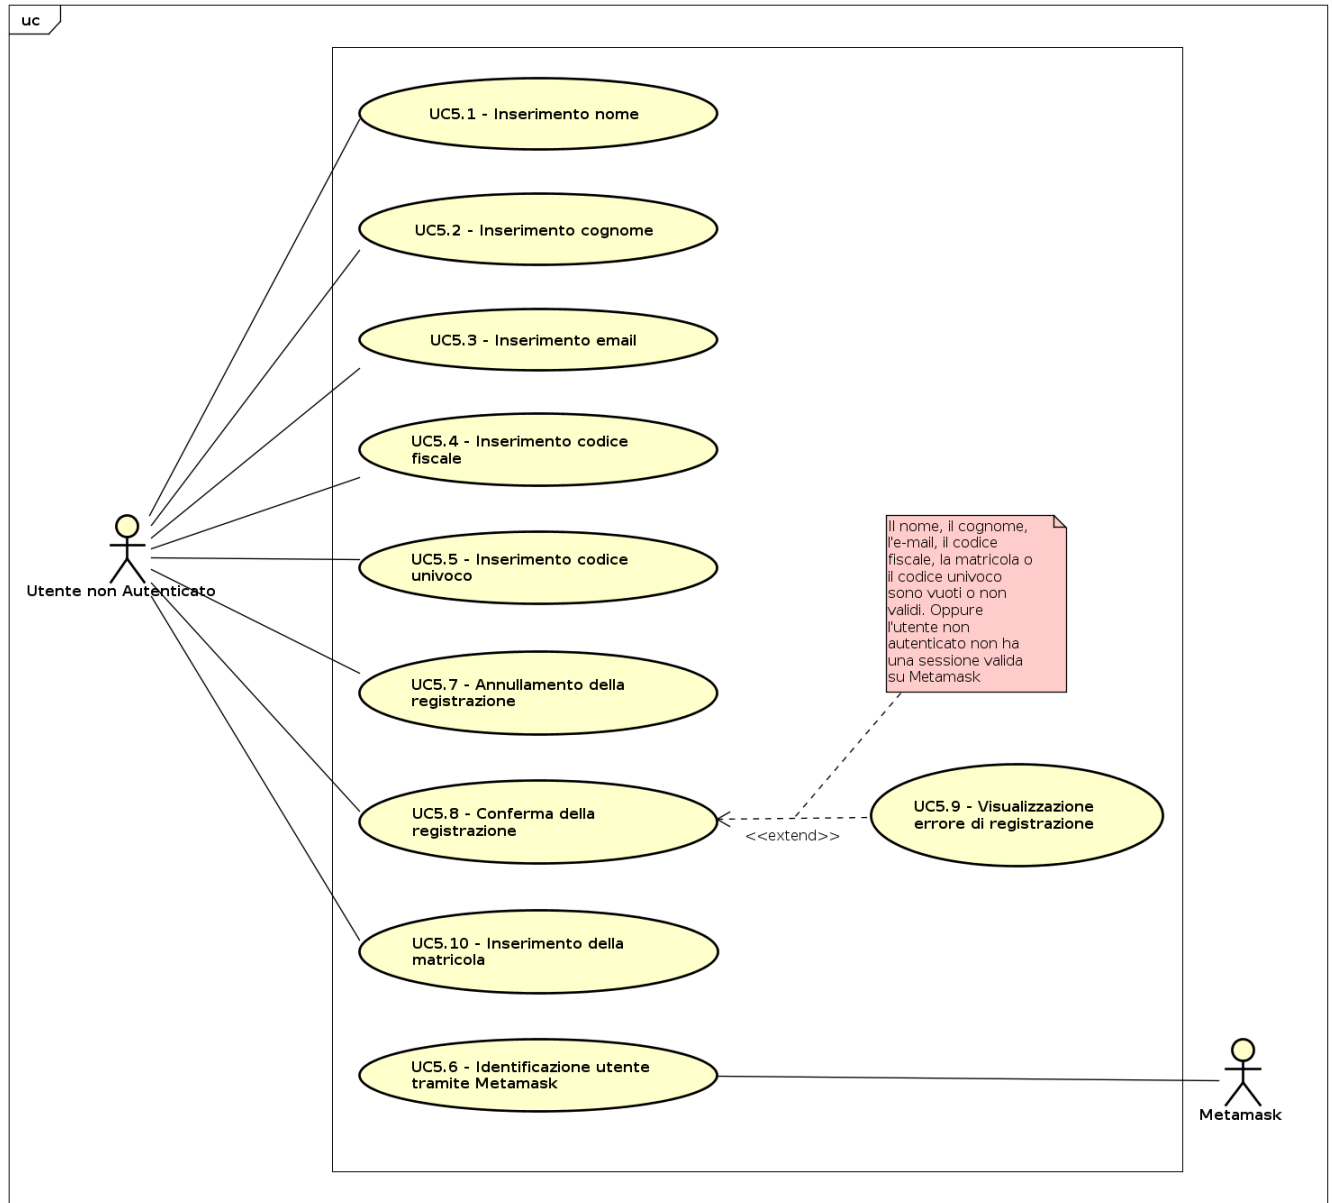 uc
UC5.1 - Inserimento nome
UC5.2 - Inserimento cognome
UC5.3 - Inserimento email
UC5.4 - Inserimento codice
fiscale
UC5.5 - Inserimento codice
univoco
Utente non Autenticato
Il nome, il cognome,
l'e-mail, il codice
fiscale, la matricola o
il codice univoco
sono vuoti o non
validi. Oppure
l'utente non
autenticato non ha
una sessione valida
su Metamask
UC5.7 - Annullamento della
registrazione
UC5.8 - Conferma della
registrazione
<<extend>>
UC5.9 - Visualizzazione
errore di registrazione
UC5.10 - Inserimento della
matricola
UC5.6 - Identificazione utente
tramite Metamask
Metamask